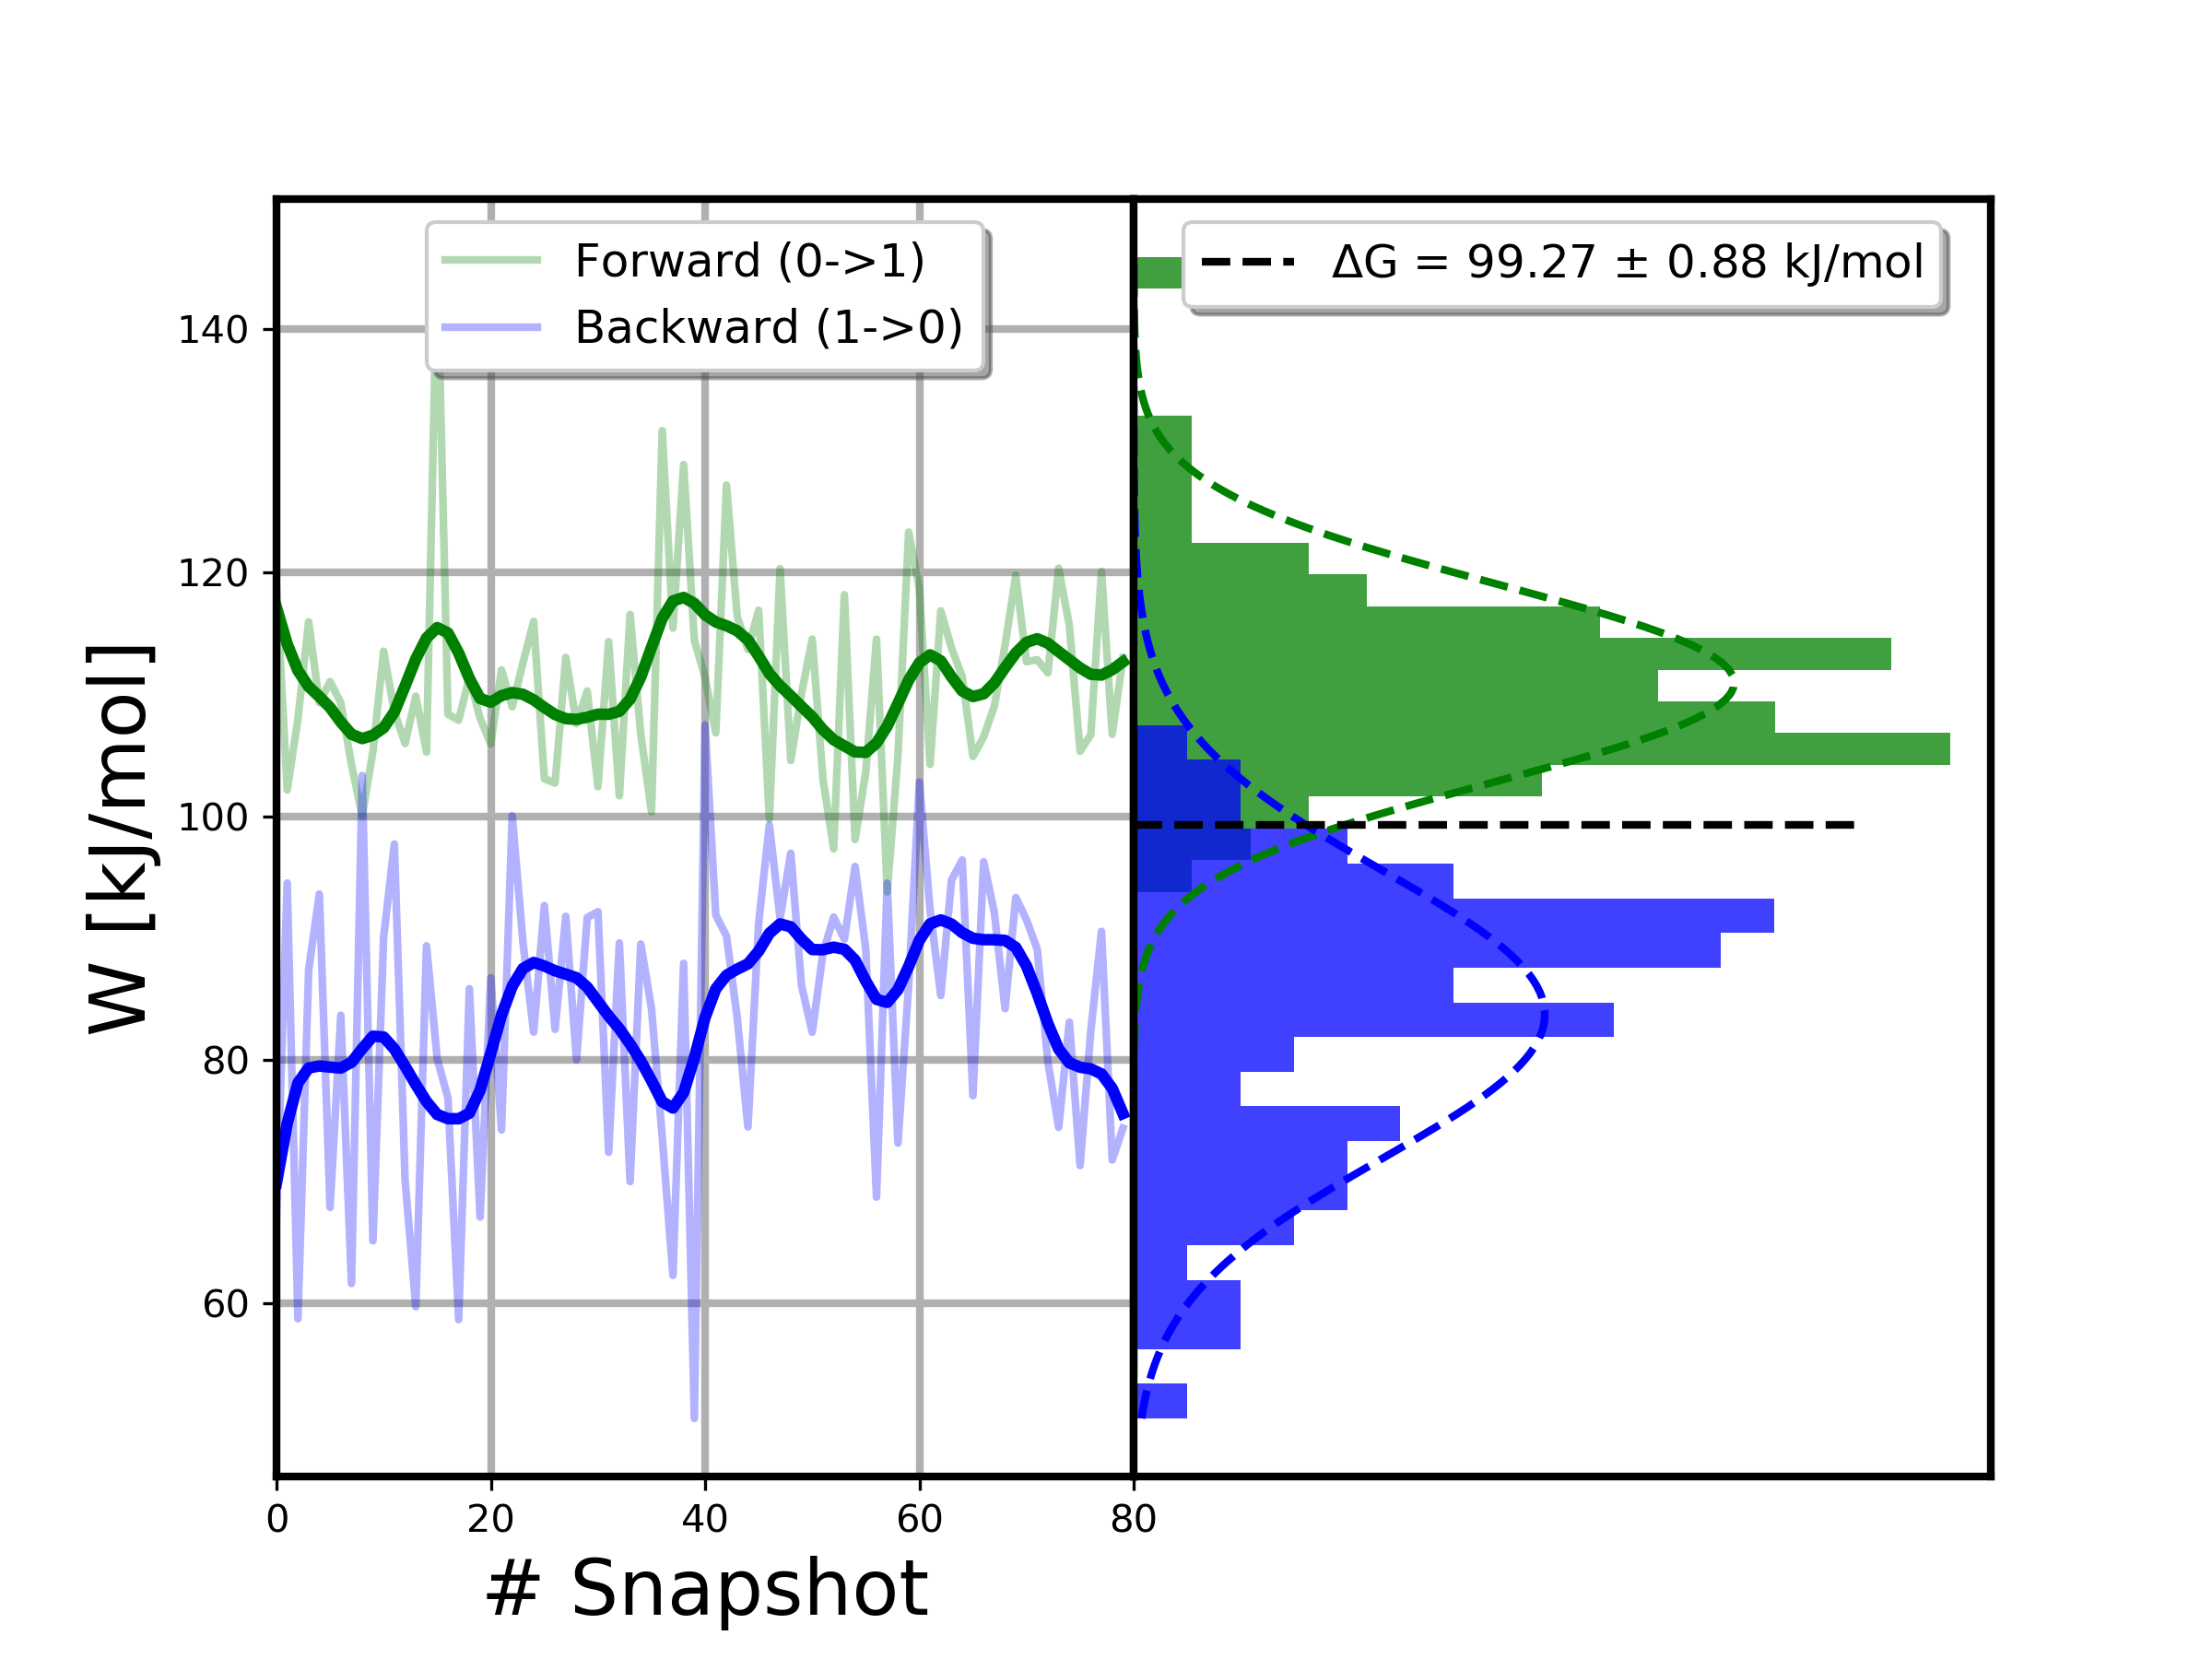 Forward (0->1)
Backward (1->0)
ΔG = 99.27 ± 0.88 kJ/mol
W [kJ/mol]
140
120
100
80
60
0
20
40
60
80
# Snapshot